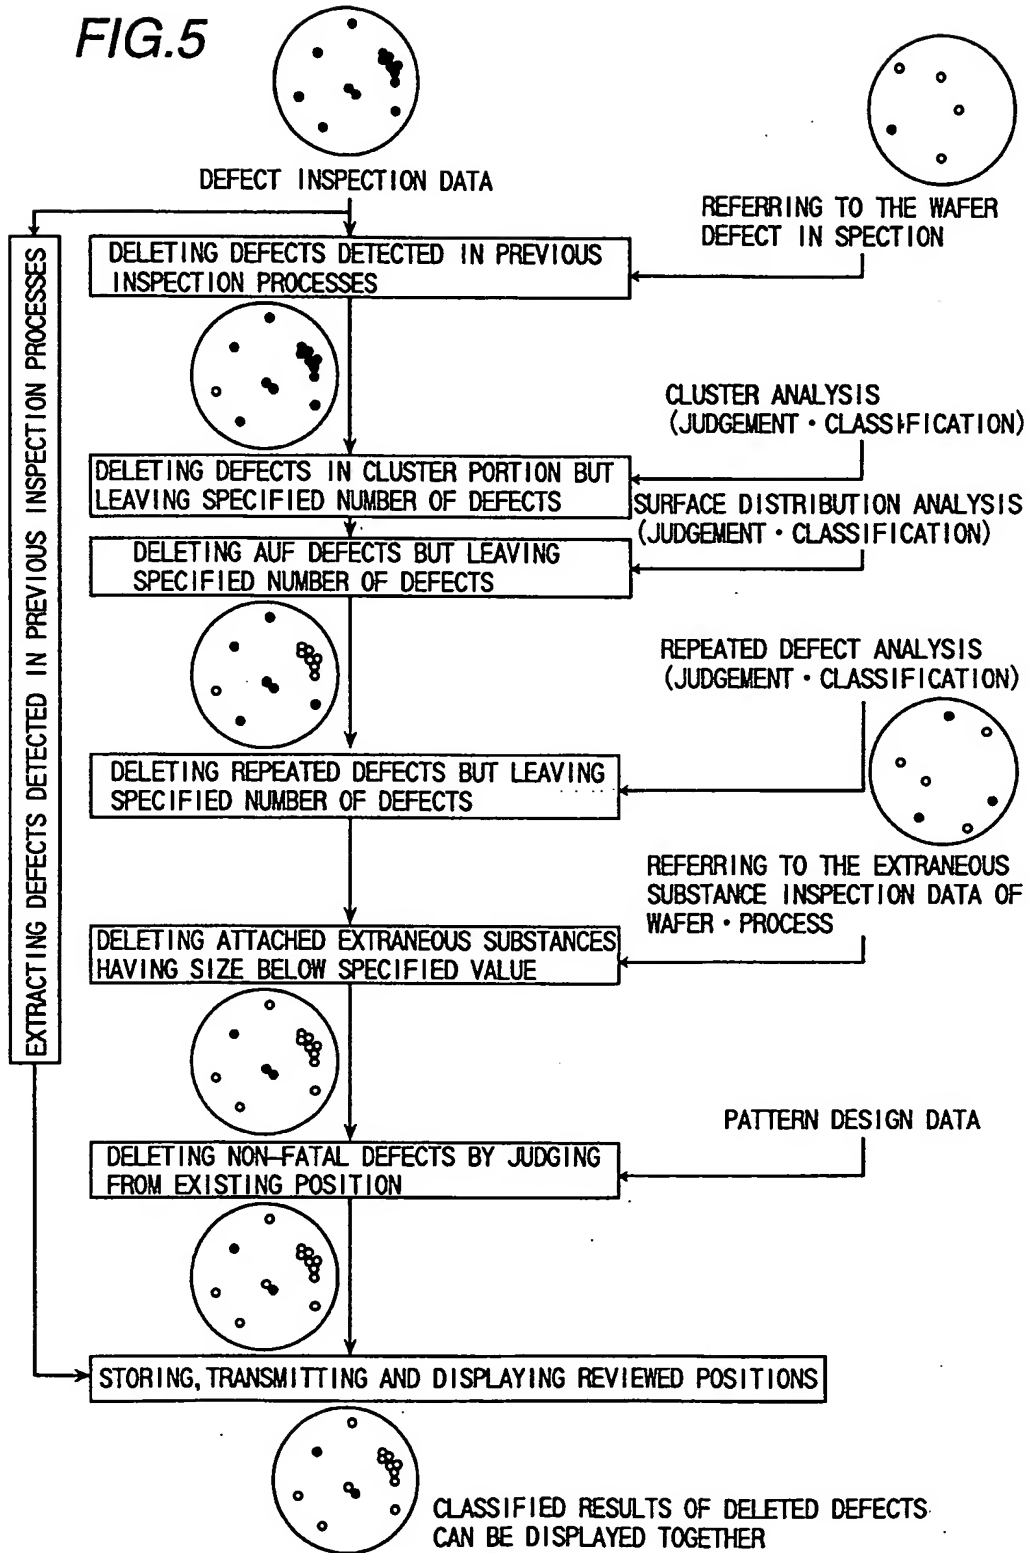 FIG.5
DEFECT INSPECTION DATA
REFERRING TO THE WAFER
DEFECT IN SPECTION
EXTRACTING DEFECTS DETECTED IN PREVIOUS INSPECTION PROCESSES
DELETING DEFECTS DETECTED IN PREVIOUS
INSPECTION PROCESSES
CLUSTER ANALYSIS
(JUDGEMENT・CLASSIFICATION)
DELETING DEFECTS IN CLUSTER PORTION BUT
LEAVING SPECIFIED NUMBER OF DEFECTS
SURFACE DISTRIBUTION ANALYSIS
(JUDGEMENT・CLASSIFICATION)
DELETING AUF DEFECTS BUT LEAVING
SPECIFIED NUMBER OF DEFECTS
REPEATED DEFECT ANALYSIS
(JUDGEMENT・CLASSIFICATION)
DELETING REPEATED DEFECTS BUT LEAVING
SPECIFIED NUMBER OF DEFECTS
REFERRING TO THE EXTRANEOUS
SUBSTANCE INSPECTION DATA OF
WAFER・PROCESS
DELETING ATTACHED EXTRANEOUS SUBSTANCES
HAVING SIZE BELOW SPECIFIED VALUE
PATTERN DESIGN DATA
DELETING NON-FATAL DEFECTS BY JUDGING
FROM EXISTING POSITION
STORING, TRANSMITTING AND DISPLAYING REVIEWED POSITIONS
CLASSIFIED RESULTS OF DELETED DEFECTS
CAN BE DISPLAYED TOGETHER